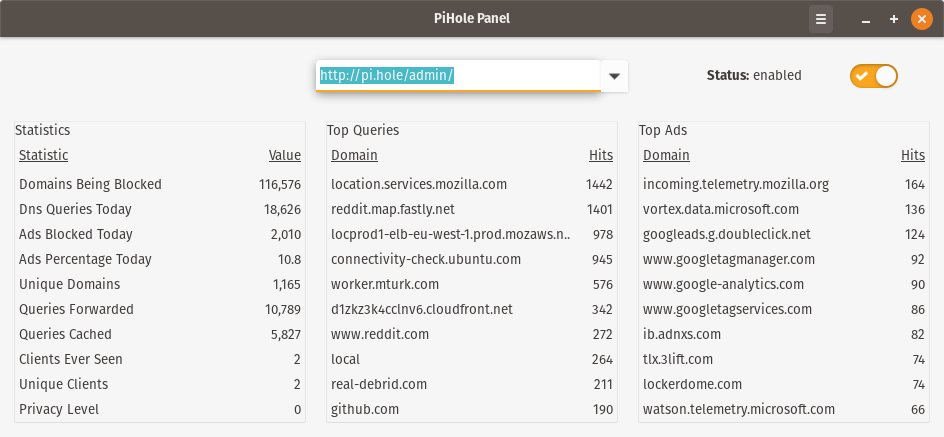 PiHole Panel
http://pi.hole/admin/
Status: enabled
Statistics
Statistic Value
Domains Being Blocked 116,576
Dns Queries Today 18,626
Ads Blocked Today 2,010
Ads Percentage Today 10.8
Unique Domains 1,165
Queries Forwarded 10,789
Queries Cached 5,827
Clients Ever Seen 2
Unique Clients 2
Privacy Level 0
Top Queries
Domain Hits
location.services.mozilla.com 1442
reddit.map.fastly.net 1401
locprod1-elb-eu-west-1.prod.mozaws.n.. 978
connectivity-check.ubuntu.com 945
worker.mturk.com 576
d1zkz3k4cclnv6.cloudfront.net 342
www.reddit.com 272
local 264
real-debrid.com 211
github.com 190
Top Ads
Domain Hits
incoming.telemetry.mozilla.org 164
vortex.data.microsoft.com 136
googleads.g.doubleclick.net 124
www.googletagmanager.com 92
www.google-analytics.com 90
www.googletagservices.com 86
ib.adnxs.com 82
tlx.3lift.com 74
lockerdome.com 74
watson.telemetry.microsoft.com 66